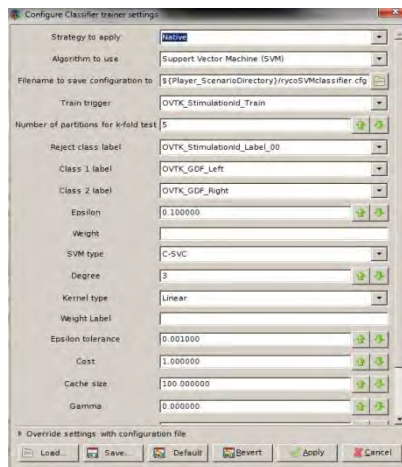 Configure Classifier trainer settings
Strategy to apply Native
Algorithm to use Support Vector Machine (SVM)
Filename to save configuration to ${Player_ScenarioDirectory}/rycoSVMclassifier.cfg
Train trigger OVTK_StimulationId_Train
Number of partitions for k-fold test 5
Reject class label OVTK_StimulationId_Label_00
Class 1 label OVTK_GDF_Left
Class 2 label OVTK_GDF_Right
Epsilon 0.100000
Weight
SVM type C-SVC
Degree 3
Kernel type Linear
Weight Label
Epsilon tolerance 0.001000
Cost 1.000000
Cache size 100.000000
Gamma 0.000000
Override settings with configuration file
Load... Save... Default Revert Apply Cancel